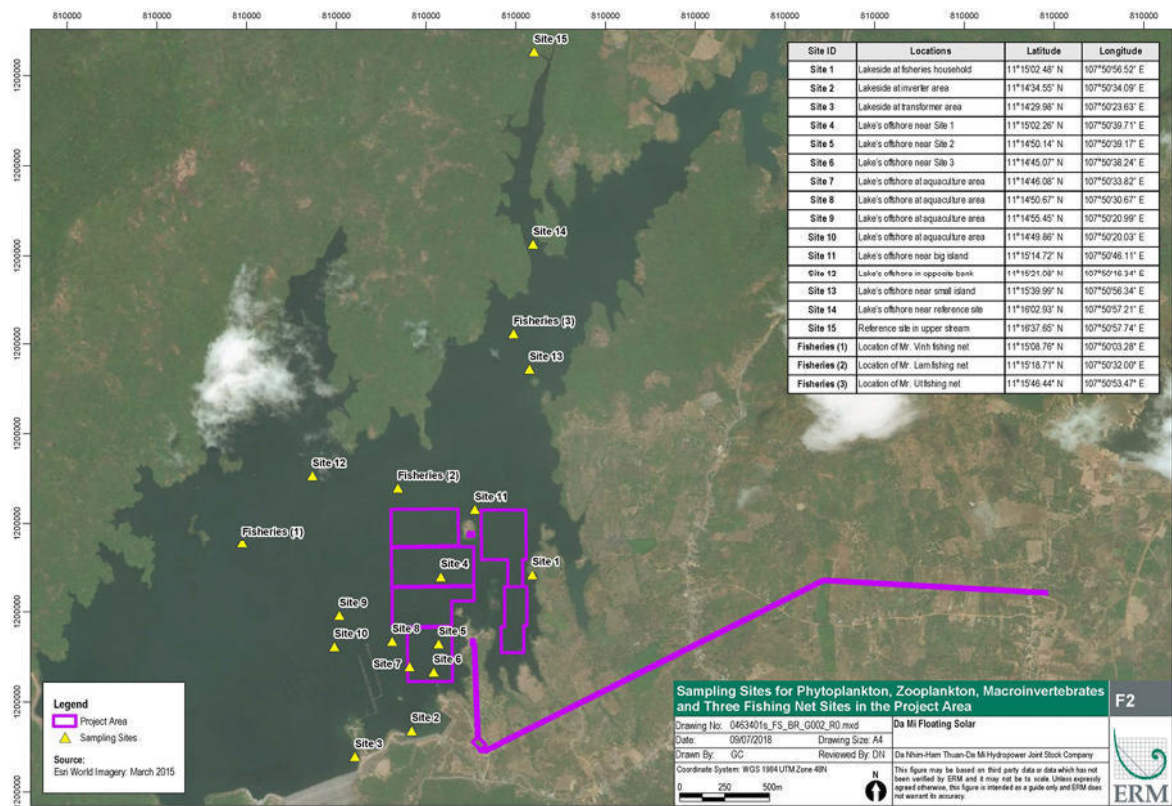 810000 810000 810000 810000 810000 810000 810000 810000 810000 810000 810000 810000 810000
1200000
1200000
1200000
1200000
1200000
1200000
1200000
1200000
1200000
Site 15
Site 14
Fisheries (3)
Site 13
Site 12
Fisheries (2)
Site 11
Fisheries (1)
Site 4
Site 1
Site 9
Site 10
Site 8
Site 5
Site 7
Site 6
Site 2
Site 3
Site ID Locations Latitude Longitude
Site 1 Lakeside at fisheries household 11°15'02.48" N 107°50'56.52" E
Site 2 Lakeside at inverter area 11°14'34.55" N 107°50'34.09" E
Site 3 Lakeside at transformer area 11°14'29.98" N 107°50'23.63" E
Site 4 Lake's offshore near Site 1 11°15'02.26" N 107°50'39.71" E
Site 5 Lake's offshore near Site 2 11°14'50.14" N 107°50'39.17" E
Site 6 Lake's offshore near Site 3 11°14'45.07" N 107°50'38.24" E
Site 7 Lake's offshore at aquaculture area 11°14'46.08" N 107°50'33.82" E
Site 8 Lake's offshore at aquaculture area 11°14'50.67" N 107°50'30.67" E
Site 9 Lake's offshore at aquaculture area 11°14'55.45" N 107°50'20.99" E
Site 10 Lake's offshore at aquaculture area 11°14'49.86" N 107°50'20.03" E
Site 11 Lake's offshore near big island 11°15'14.72" N 107°50'46.11" E
Site 12 Lake's offshore in opposite bank 11°15'21.08" N 107°50'16.34" E
Site 13 Lake's offshore near small island 11°15'39.99" N 107°50'56.34" E
Site 14 Lake's offshore near reference site 11°16'02.93" N 107°50'57.21" E
Site 15 Reference site in upper stream 11°16'37.65" N 107°50'57.74" E
Fisheries (1) Location of Mr. Vinh fishing net 11°15'08.76" N 107°50'03.28" E
Fisheries (2) Location of Mr. Lam fishing net 11°15'18.71" N 107°50'32.00" E
Fisheries (3) Location of Mr. Ut fishing net 11°15'46.44" N 107°50'53.47" E
Legend
Project Area
Sampling Sites
Source:
Esri World Imagery: March 2015
Sampling Sites for Phytoplankton, Zooplankton, Macroinvertebrates
and Three Fishing Net Sites in the Project Area
F2
Drawing No: 0463401s_FS_BR_G002_R0.mxd
Date: 09/07/2018 Drawing Size: A4
Drawn By: GC Reviewed By: DN
Coordinate System: WGS 1984 UTM Zone 48N
0 250 500m
N
Da Mi Floating Solar
Da Nhim-Ham Thuan-Da Mi Hydropower Joint Stock Company
This figure may be based on third party data or data which has not
been verified by ERM and it may not be to scale. Unless expressly
agreed otherwise, this figure is intended as a guide only and ERM does
not warrant its accuracy.
ERM